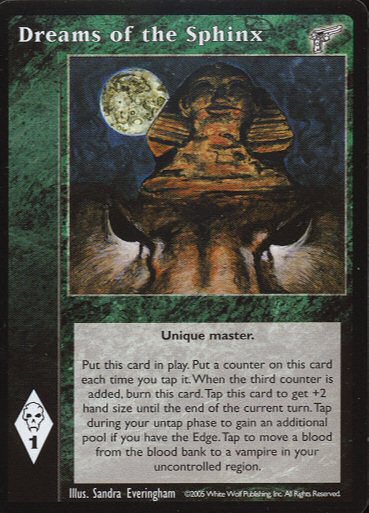 Dreams of the Sphinx
Unique master.
Put this card in play. Put a counter on this card
each time you tap it. When the third counter is
added, burn this card. Tap this card to get +2
hand size until the end of the current turn. Tap
during your untap phase to gain an additional
pool if you have the Edge. Tap to move a blood
from the blood bank to a vampire in your
uncontrolled region.
1
Illus. Sandra Everingham ©2005 White Wolf Publishing, Inc. All Rights Reserved.